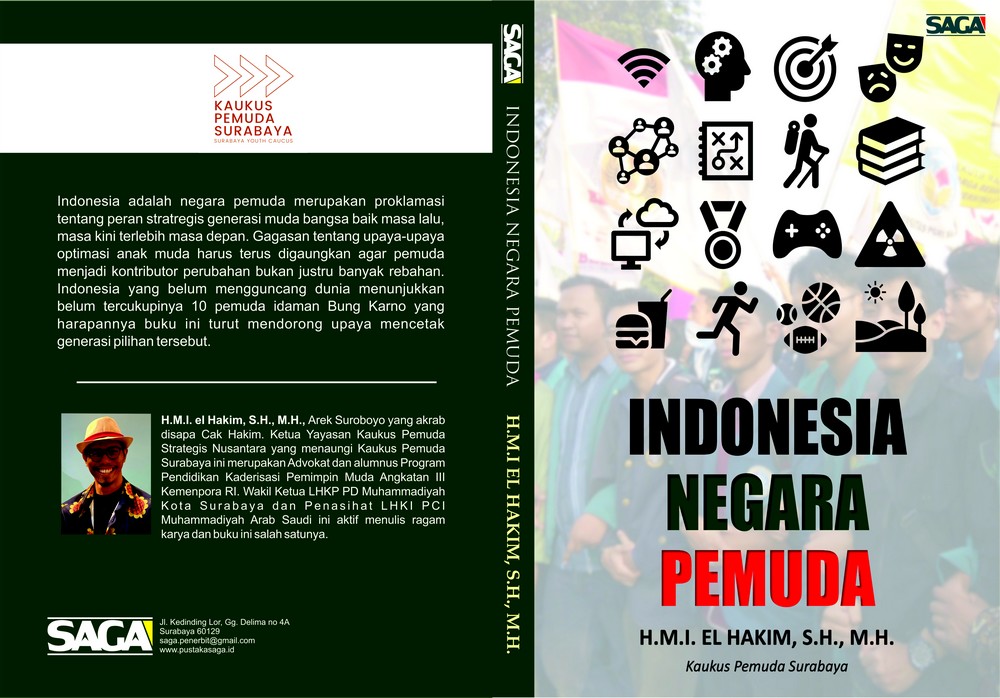 KAUKUS
PEMUDA
SURABAYA
SURABAYA YOUTH CAUCUS
Indonesia adalah negara pemuda merupakan proklamasi
tentang peran stratregis generasi muda bangsa baik masa lalu,
masa kini terlebih masa depan. Gagasan tentang upaya-upaya
optimasi anak muda harus terus digaungkan agar pemuda
menjadi kontributor perubahan bukan justru banyak rebahan.
Indonesia yang belum mengguncang dunia menunjukkan
belum tercukupinya 10 pemuda idaman Bung Karno yang
harapannya buku ini turut mendorong upaya mencetak
generasi pilihan tersebut.
H.M.I. el Hakim, S.H., M.H., Arek Suroboyo yang akrab
disapa Cak Hakim. Ketua Yayasan Kaukus Pemuda
Strategis Nusantara yang menaungi Kaukus Pemuda
Surabaya ini merupakan Advokat dan alumnus Program
Pendidikan Kaderisasi Pemimpin Muda Angkatan III
Kemenpora RI. Wakil Ketua LHKP PD Muhammadiyah
Kota Surabaya dan Penasihat LHKI PCI
Muhammadiyah Arab Saudi ini aktif menulis ragam
karya dan buku ini salah satunya.
SAGA
Jl. Kedinding Lor, Gg. Delima no 4A
Surabaya 60129
saga.penerbit@gmail.com
www.pustakasaga.id
SAGA
INDONESIA NEGARA PEMUDA
H.M.I EL HAKIM, S.H., M.H.
SAGA
INDONESIA
NEGARA
PEMUDA
H.M.I. EL HAKIM, S.H., M.H.
Kaukus Pemuda Surabaya